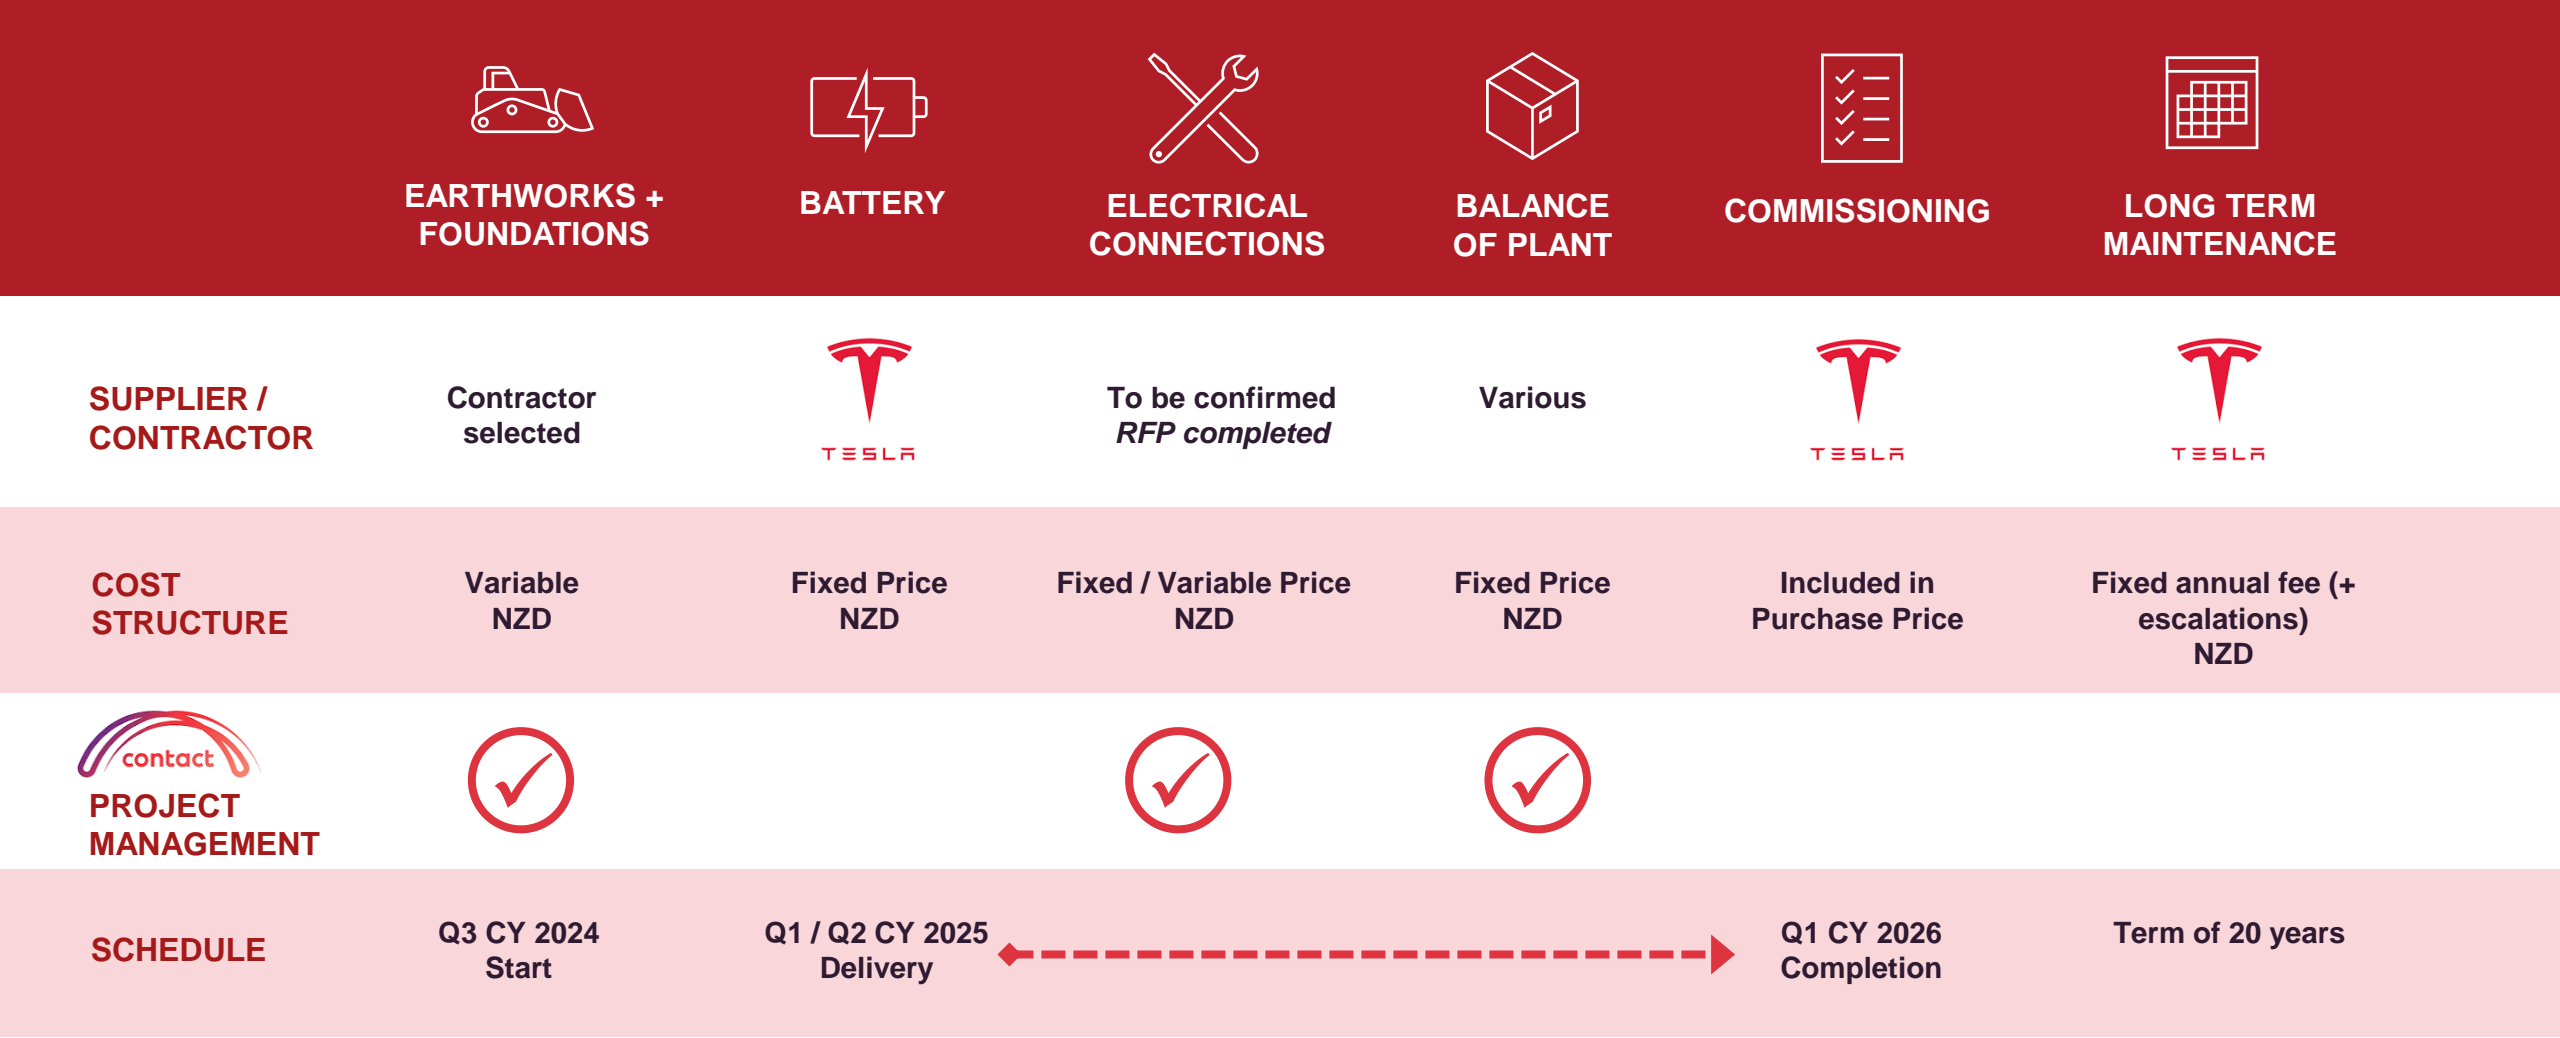 EARTHWORKS +
FOUNDATIONS
BATTERY
ELECTRICAL
CONNECTIONS
BALANCE
OF PLANT
COMMISSIONING
LONG TERM
MAINTENANCE
SUPPLIER /
CONTRACTOR
Contractor
selected
TESLA
To be confirmed
RFP completed
Various
TESLA
TESLA
COST
STRUCTURE
Variable
NZD
Fixed Price
NZD
Fixed / Variable Price
NZD
Fixed Price
NZD
Included in
Purchase Price
Fixed annual fee (+
escalations)
NZD
contact
PROJECT
MANAGEMENT
SCHEDULE
Q3 CY 2024
Start
Q1 / Q2 CY 2025
Delivery
Q1 CY 2026
Completion
Term of 20 years